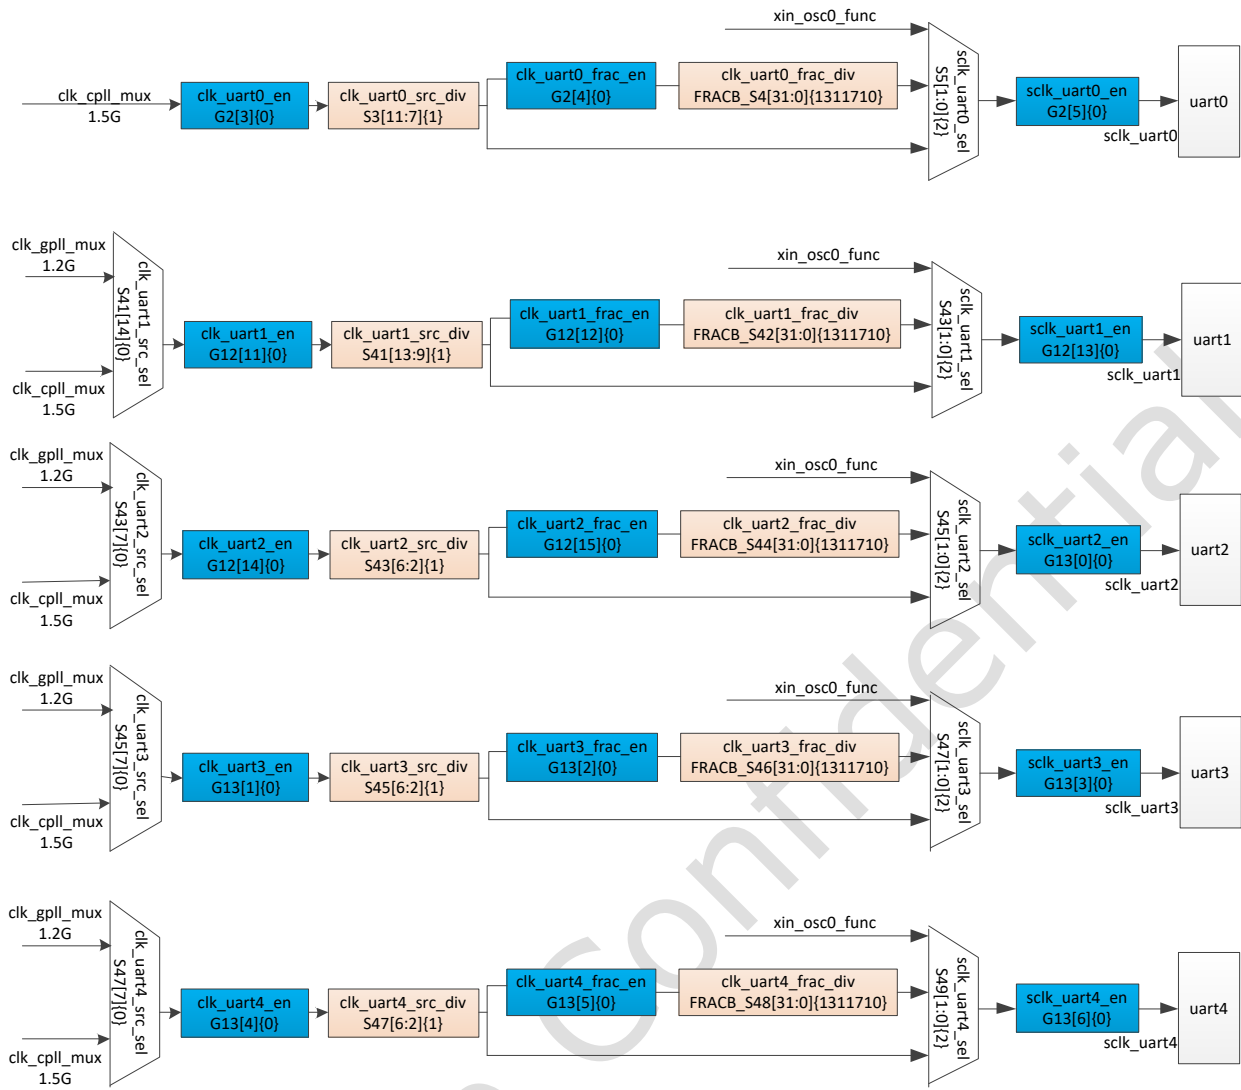 xin_osc0_func
clk_cpll_mux
1.5G
clk_uart0_en
G2[3]{0}
clk_uart0_src_div
S3[11:7]{1}
clk_uart0_frac_en
G2[4]{0}
clk_uart0_frac_div
FRACB_S4[31:0]{1311710}
sclk_uart0_sel
S5[1:0]{2}
sclk_uart0_en
G2[5]{0}
sclk_uart0
uart0
clk_gpll_mux
1.2G
clk_cpll_mux
1.5G
clk_uart1_src_sel
S41[14]{0}
clk_uart1_en
G12[11]{0}
clk_uart1_src_div
S41[13:9]{1}
clk_uart1_frac_en
G12[12]{0}
xin_osc0_func
clk_uart1_frac_div
FRACB_S42[31:0]{1311710}
sclk_uart1_sel
S43[1:0]{2}
sclk_uart1_en
G12[13]{0}
sclk_uart1
uart1
clk_gpll_mux
1.2G
clk_cpll_mux
1.5G
clk_uart2_src_sel
S43[7]{0}
clk_uart2_en
G12[14]{0}
clk_uart2_src_div
S43[6:2]{1}
clk_uart2_frac_en
G12[15]{0}
xin_osc0_func
clk_uart2_frac_div
FRACB_S44[31:0]{1311710}
sclk_uart2_sel
S45[1:0]{2}
sclk_uart2_en
G13[0]{0}
sclk_uart2
uart2
clk_gpll_mux
1.2G
clk_cpll_mux
1.5G
clk_uart3_src_sel
S45[7]{0}
clk_uart3_en
G13[1]{0}
clk_uart3_src_div
S45[6:2]{1}
clk_uart3_frac_en
G13[2]{0}
xin_osc0_func
clk_uart3_frac_div
FRACB_S46[31:0]{1311710}
sclk_uart3_sel
S47[1:0]{2}
sclk_uart3_en
G13[3]{0}
sclk_uart3
uart3
clk_gpll_mux
1.2G
clk_cpll_mux
1.5G
clk_uart4_src_sel
S47[7]{0}
clk_uart4_en
G13[4]{0}
clk_uart4_src_div
S47[6:2]{1}
clk_uart4_frac_en
G13[5]{0}
xin_osc0_func
clk_uart4_frac_div
FRACB_S48[31:0]{1311710}
sclk_uart4_sel
S49[1:0]{2}
sclk_uart4_en
G13[6]{0}
sclk_uart4
uart4
Confidential